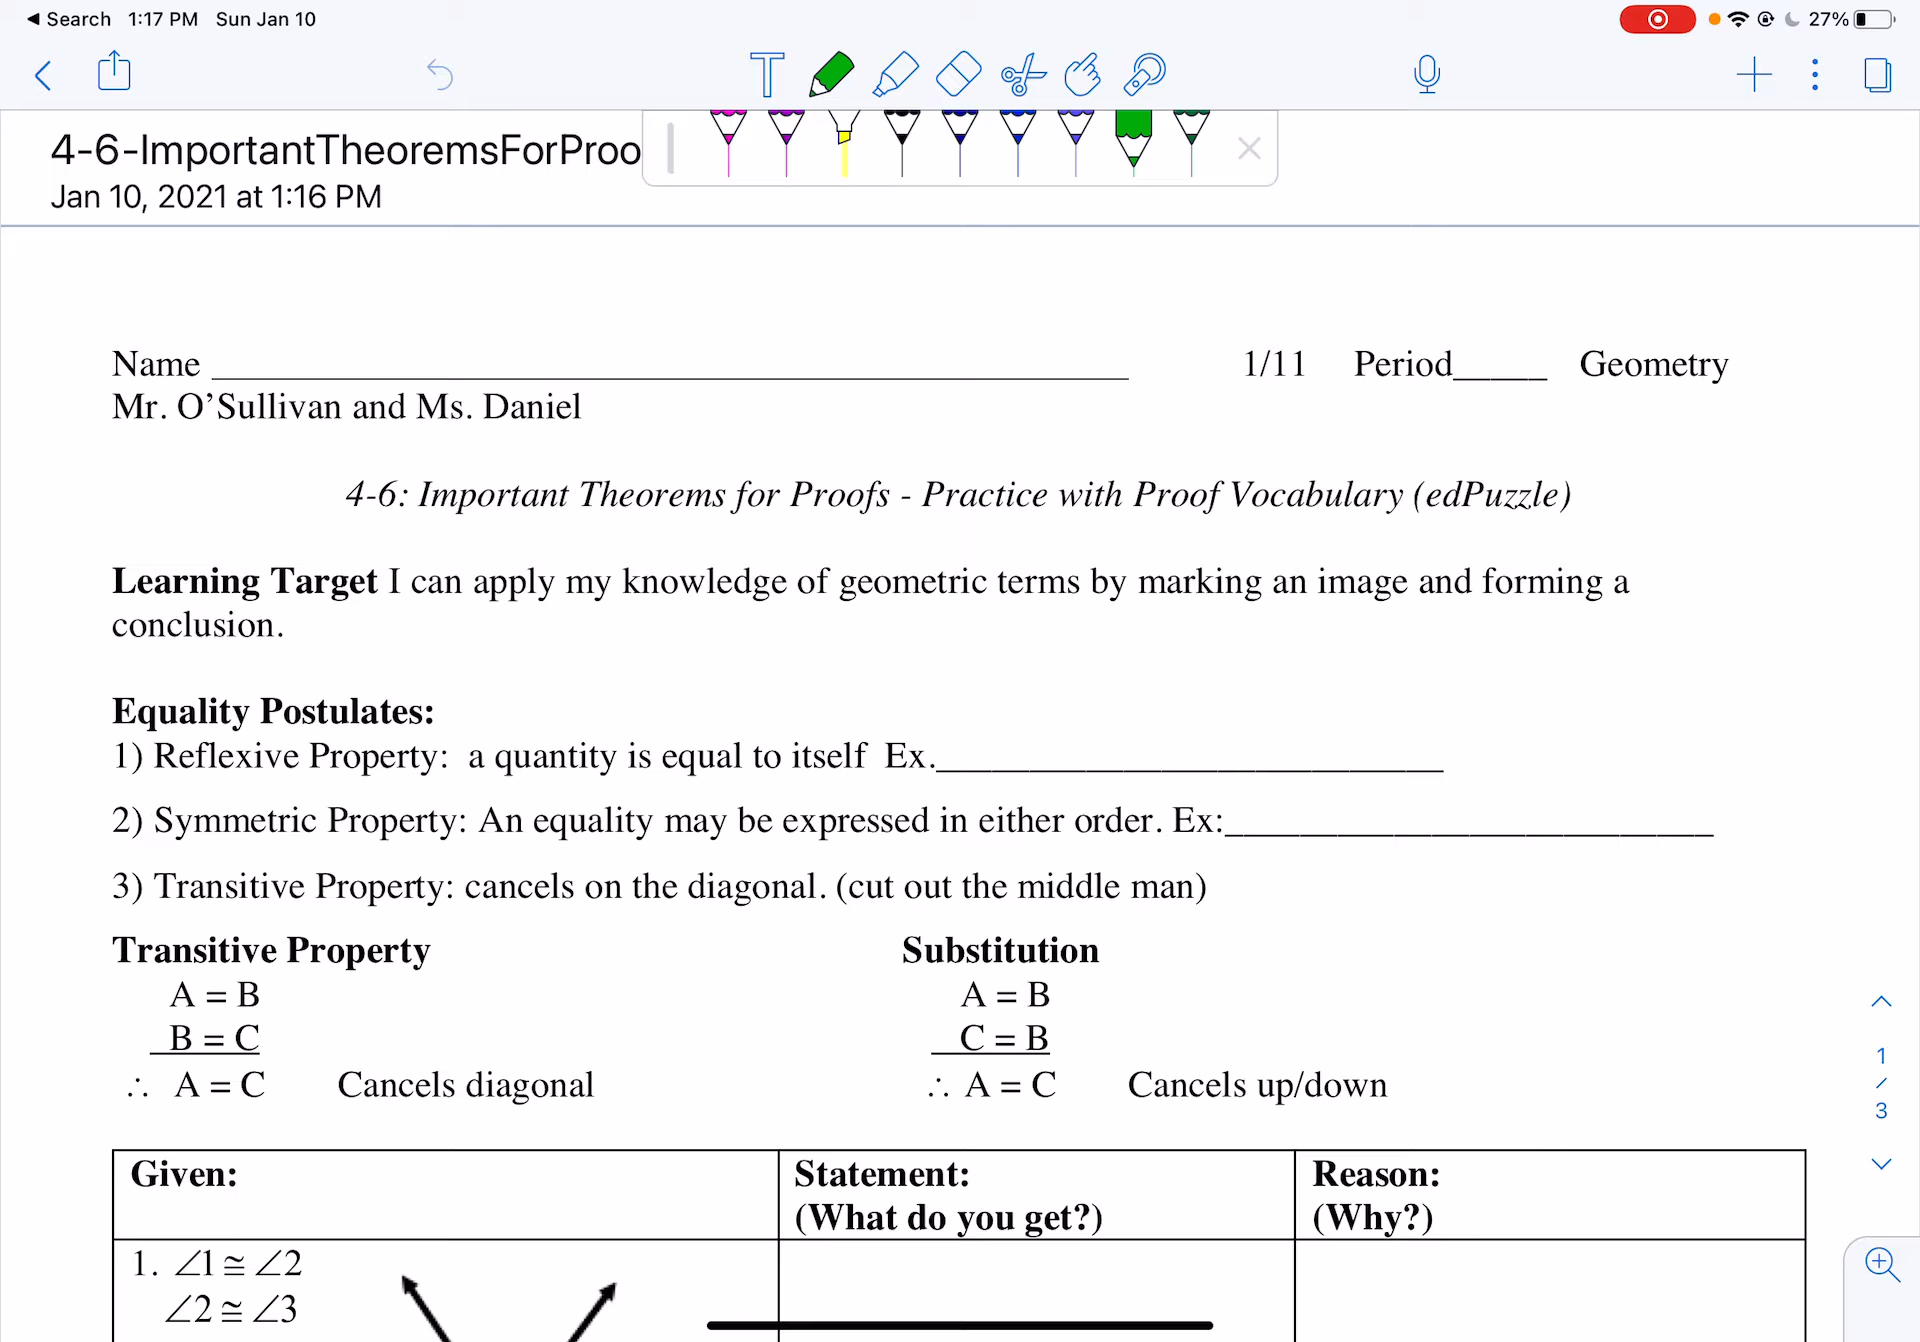 Search 1:17 PM Sun Jan 10 27%
4-6-ImportantTheoremsForProo
Jan 10, 2021 at 1:16 PM
Name ______ 1/11 Period_____ Geometry
Mr. O'Sullivan and Ms. Daniel
4-6: Important Theorems for Proofs - Practice with Proof Vocabulary (edPuzzle)
Learning Target I can apply my knowledge of geometric terms by marking an image and forming a
conclusion.
Equality Postulates:
1) Reflexive Property: a quantity is equal to itself Ex.______
2) Symmetric Property: An equality may be expressed in either order. Ex:______
3) Transitive Property: cancels on the diagonal. (cut out the middle man)
Transitive Property Substitution
A = B A = B
B = C C = B
∴ A = C Cancels diagonal ∴ A = C Cancels up/down
1
/
3
Given: Statement: Reason:
(What do you get?) (Why?)
1. ∠1 ≅ ∠2
∠2 ≅ ∠3